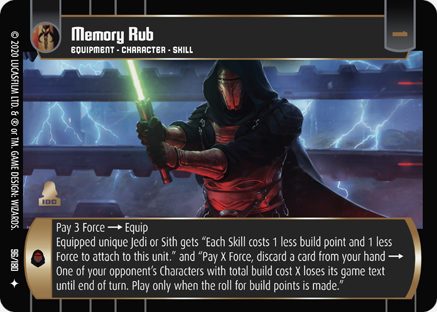 Memory Rub
EQUIPMENT - CHARACTER - SKILL
© 2020 LUCASFILM LTD. & ® or TM. GAME DESIGN: WIZARDS.
IDC
Pay 3 Force → Equip
Equipped unique Jedi or Sith gets “Each Skill costs 1 less build point and 1 less
Force to attach to this unit.” and “Pay X Force, discard a card from your hand →
One of your opponent's Characters with total build cost X loses its game text
until end of turn. Play only when the roll for build points is made.”